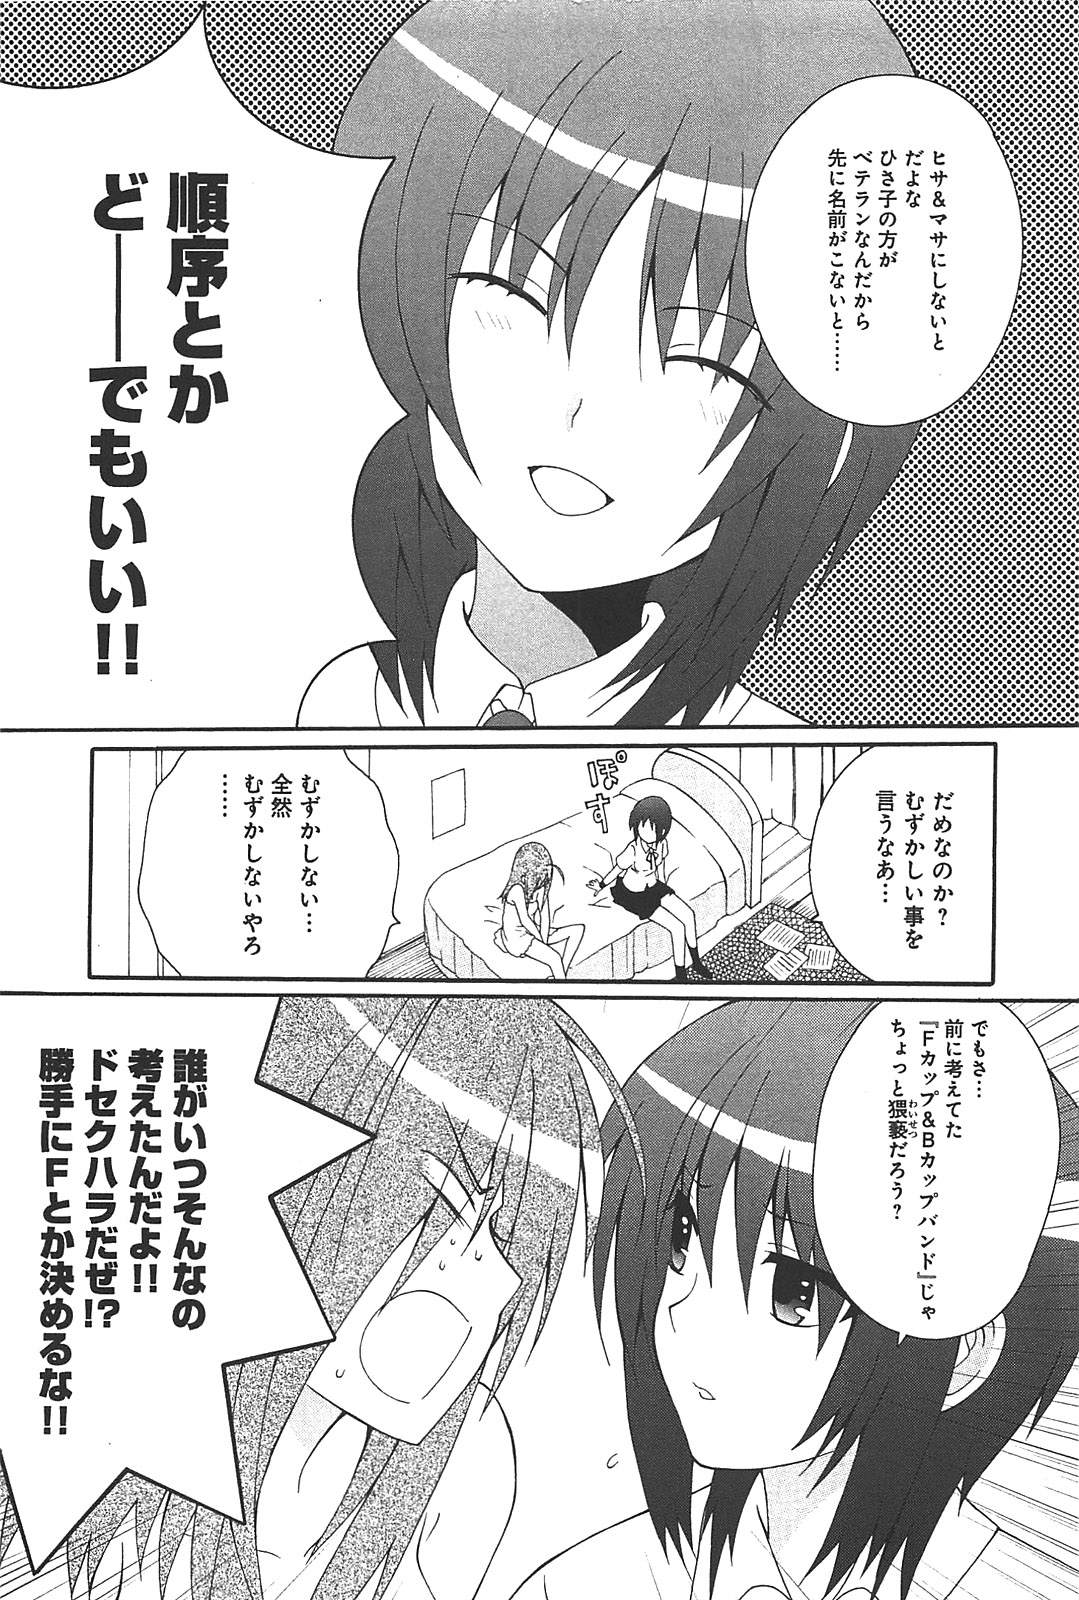 ヒサ&マサにしないと
だよな
ひさ子の方が
ベテランなんだから
先に名前がこないと……
順序とか
ど――でもいい!!
だめなのか?
むずかしい事を
言うなあ…
ぽす
むずかしない…
全然
むずかしないやろ
……
でもさ…
前に考えてた
『Fカップ&Bカップバンド』じゃ
ちょっと猥褻だろう?
わいせつ
誰がいつそんなの
考えたんだよ!!
ドセクハラだぜ!?
勝手にFとか決めるな!!